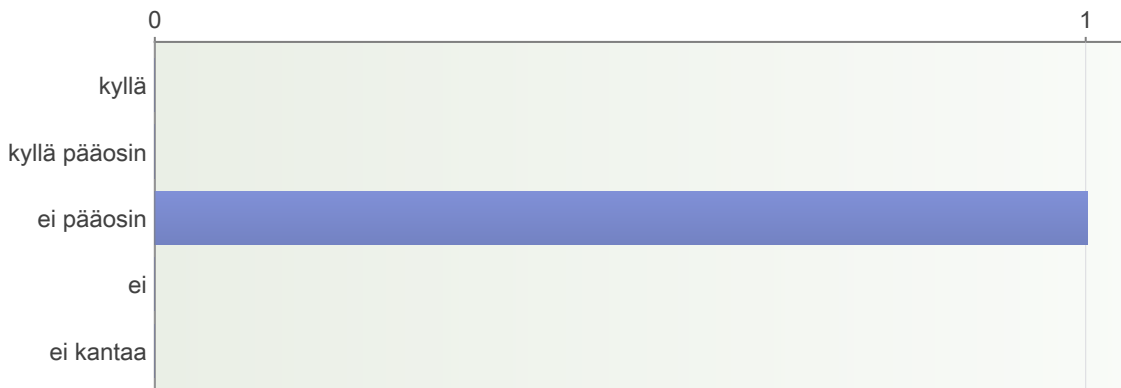 0 1
kyllä
kyllä pääosin
ei pääosin
ei
ei kantaa